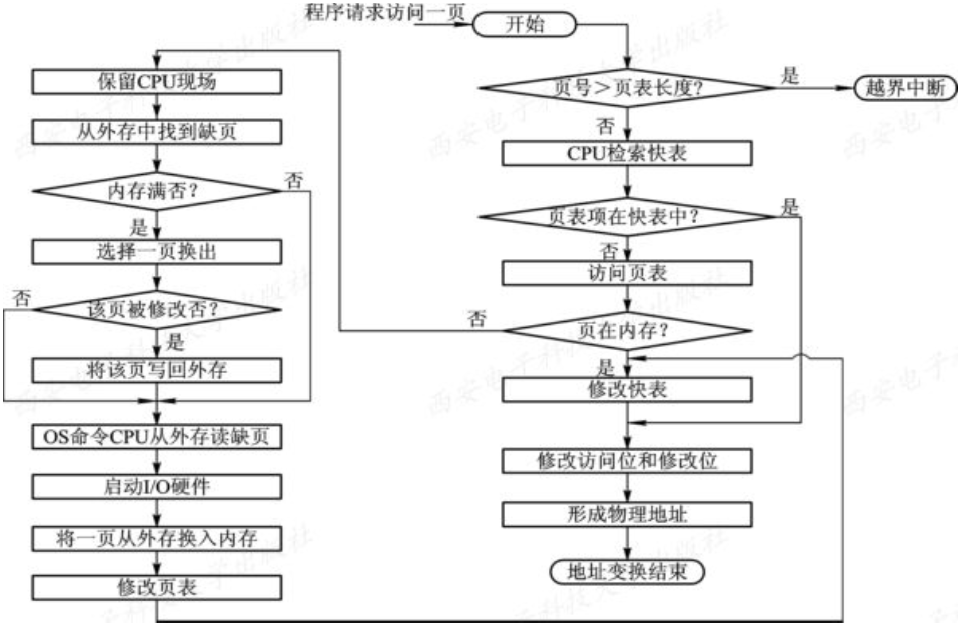 程序请求访问一页
开始
页号＞页表长度?
是
越界中断
否
CPU检索快表
页表项在快表中?
是
否
访问页表
页在内存?
否
是
修改快表
修改访问位和修改位
形成物理地址
地址变换结束
保留CPU现场
从外存中找到缺页
内存满否?
否
是
选择一页换出
该页被修改否?
否
是
将该页写回外存
OS命令CPU从外存读缺页
启动I/O硬件
将一页从外存换入内存
修改页表